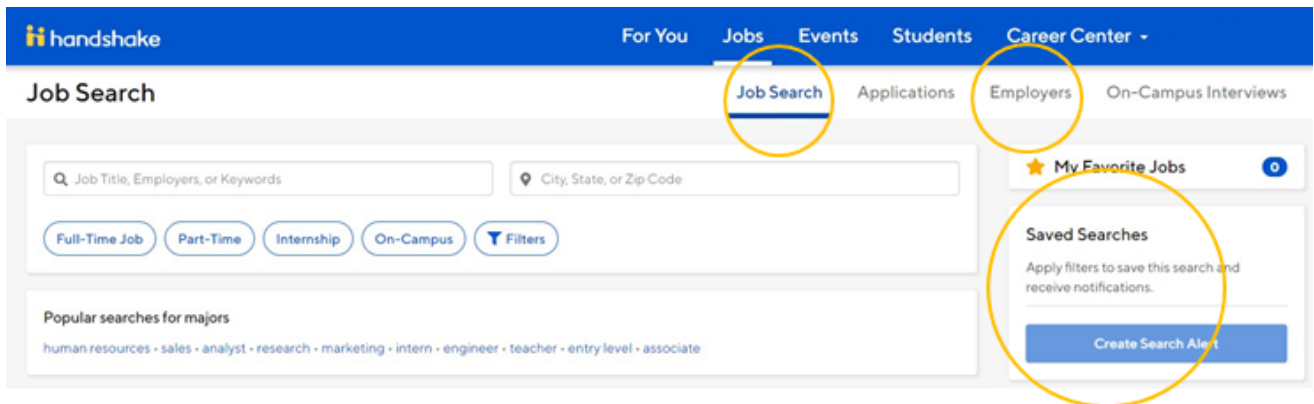 handshake
For You Jobs Events Students Career Center
Job Search
Job Search Applications Employers On-Campus Interviews
Job Title, Employers, or Keywords
City, State, or Zip Code
Full-Time Job Part-Time Internship On-Campus Filters
Popular searches for majors
human resources · sales · analyst · research · marketing · intern · engineer · teacher · entry level · associate
My Favorite Jobs 0
Saved Searches
Apply filters to save this search and
receive notifications.
Create Search Alert